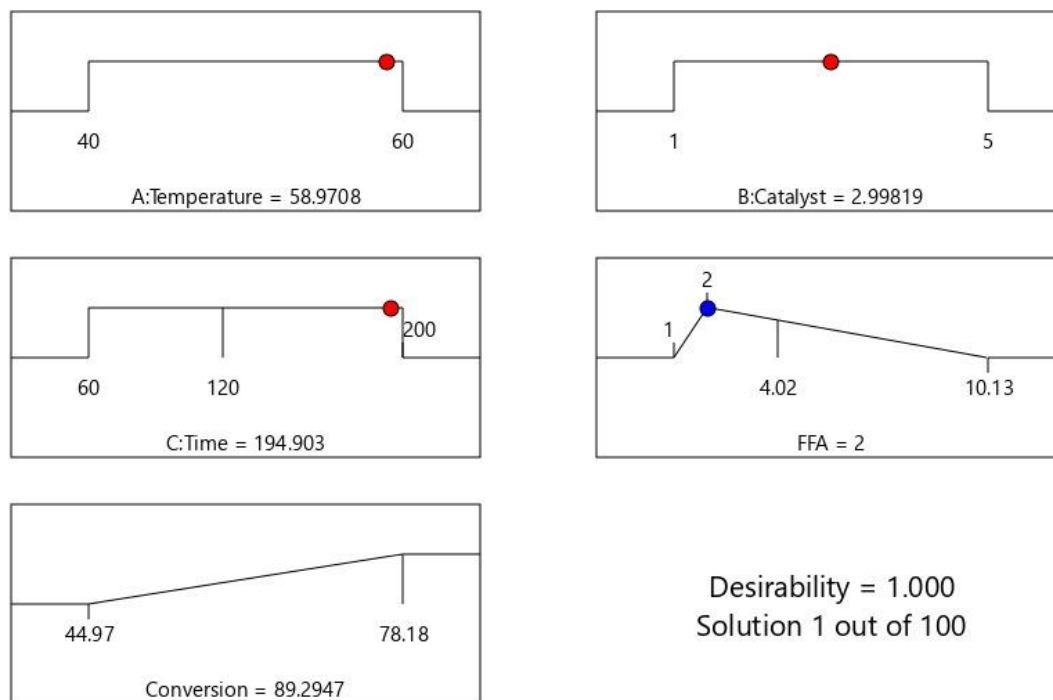 40
60
A:Temperature = 58.9708
1
5
B:Catalyst = 2.99819
200
60
120
C:Time = 194.903
2
1
4.02
10.13
FFA = 2
44.97
78.18
Conversion = 89.2947
Desirability = 1.000
Solution 1 out of 100